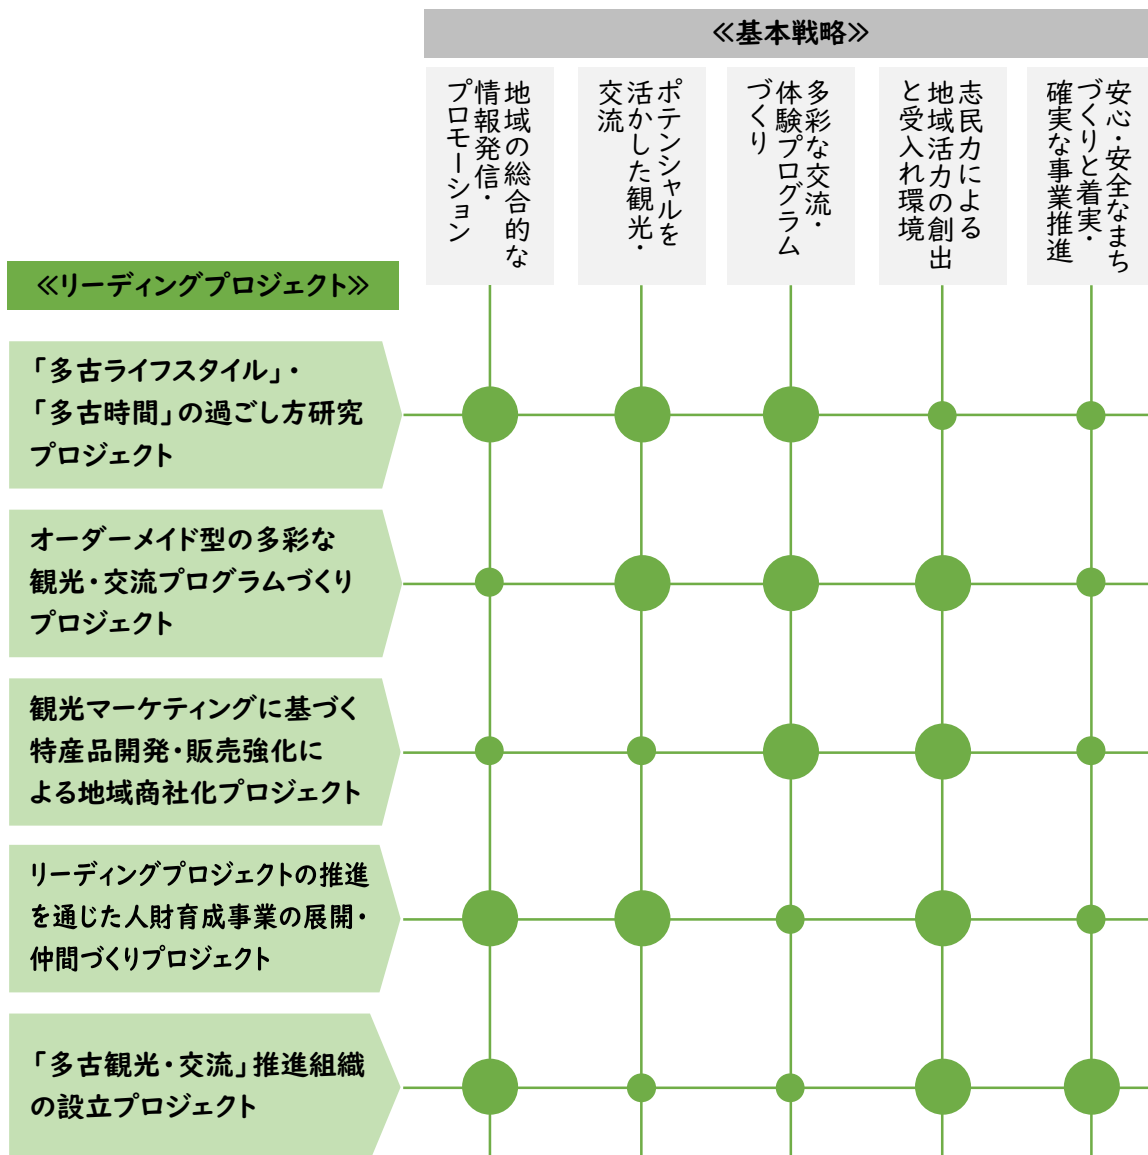 ≪基本戦略≫
地域の総合的な
情報発信・
プロモーション
ポテンシャルを
活かした観光・
交流
多彩な交流・
体験プログラム
づくり
志民力による
地域活力の創出
と受入れ環境
安心・安全なまち
づくりと着実・
確実な事業推進
≪リーディングプロジェクト≫
「多古ライフスタイル」・
「多古時間」の過ごし方研究
プロジェクト
オーダーメイド型の多彩な
観光・交流プログラムづくり
プロジェクト
観光マーケティングに基づく
特産品開発・販売強化に
よる地域商社化プロジェクト
リーディングプロジェクトの推進
を通じた人財育成事業の展開・
仲間づくりプロジェクト
「多古観光・交流」推進組織
の設立プロジェクト